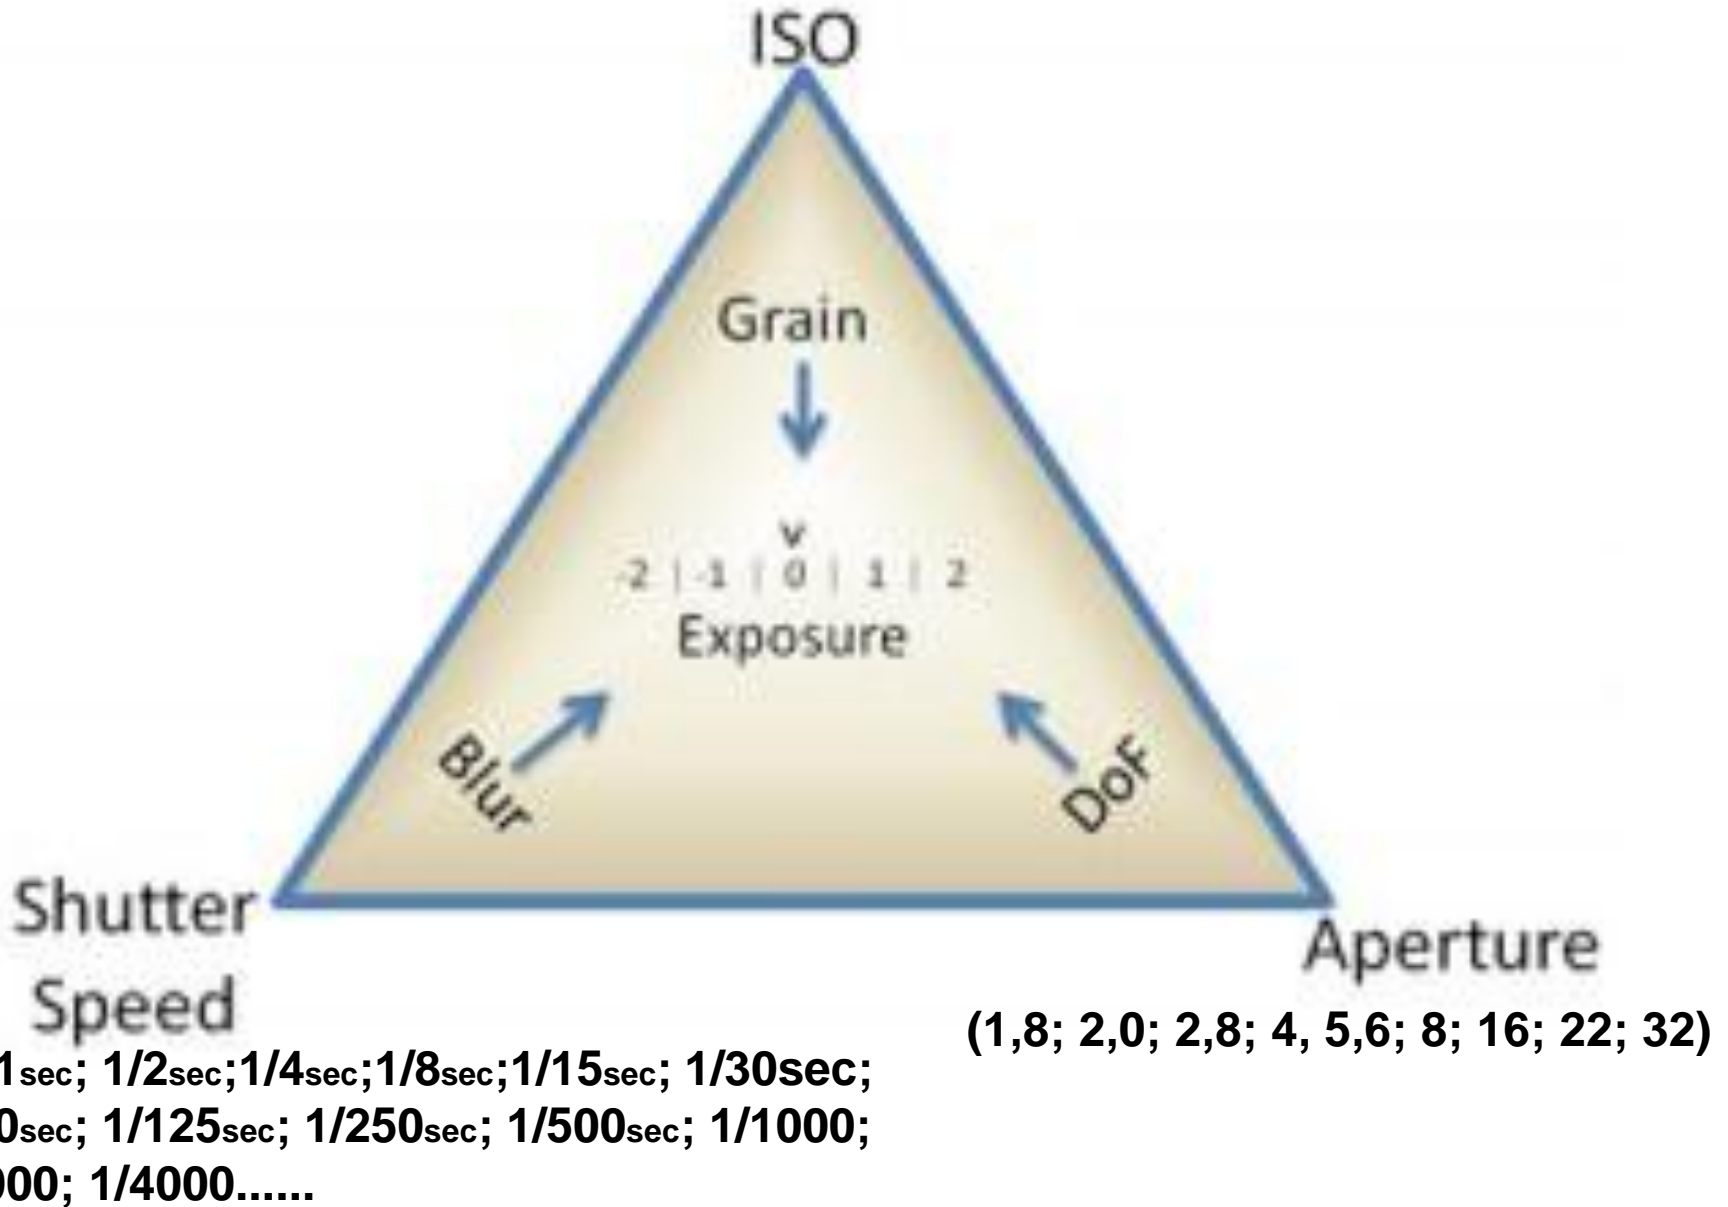 ISO
Grain
v
-2 | -1 | 0 | 1 | 2
Exposure
Blur
DoF
Shutter
Speed
Aperture
(1,8; 2,0; 2,8; 4, 5,6; 8; 16; 22; 32)
1sec; 1/2sec;1/4sec;1/8sec;1/15sec; 1/30sec;
0sec; 1/125sec; 1/250sec; 1/500sec; 1/1000;
000; 1/4000......